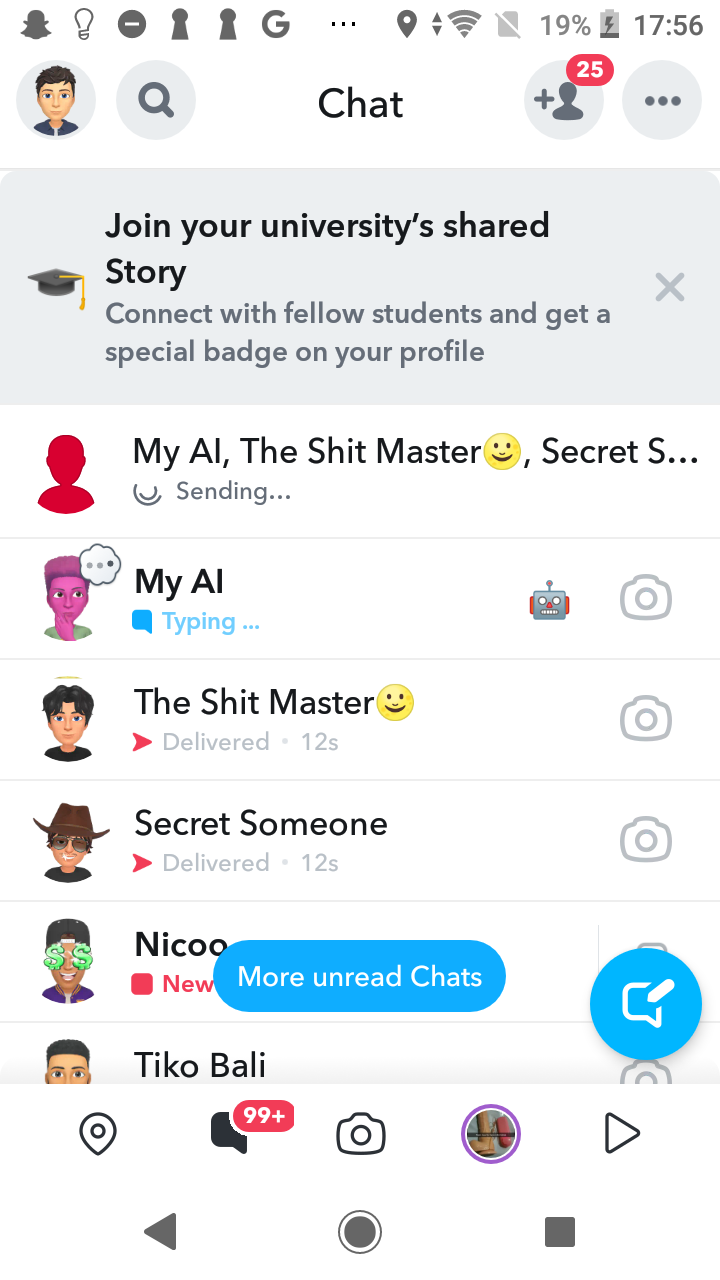 19% 17:56
25
Chat
Join your university’s shared
Story
Connect with fellow students and get a
special badge on your profile
My AI, The Shit Master🙂, Secret S...
Sending...
My AI
Typing ...
The Shit Master🙂
Delivered • 12s
Secret Someone
Delivered • 12s
Nicoo
New
More unread Chats
Tiko Bali
99+